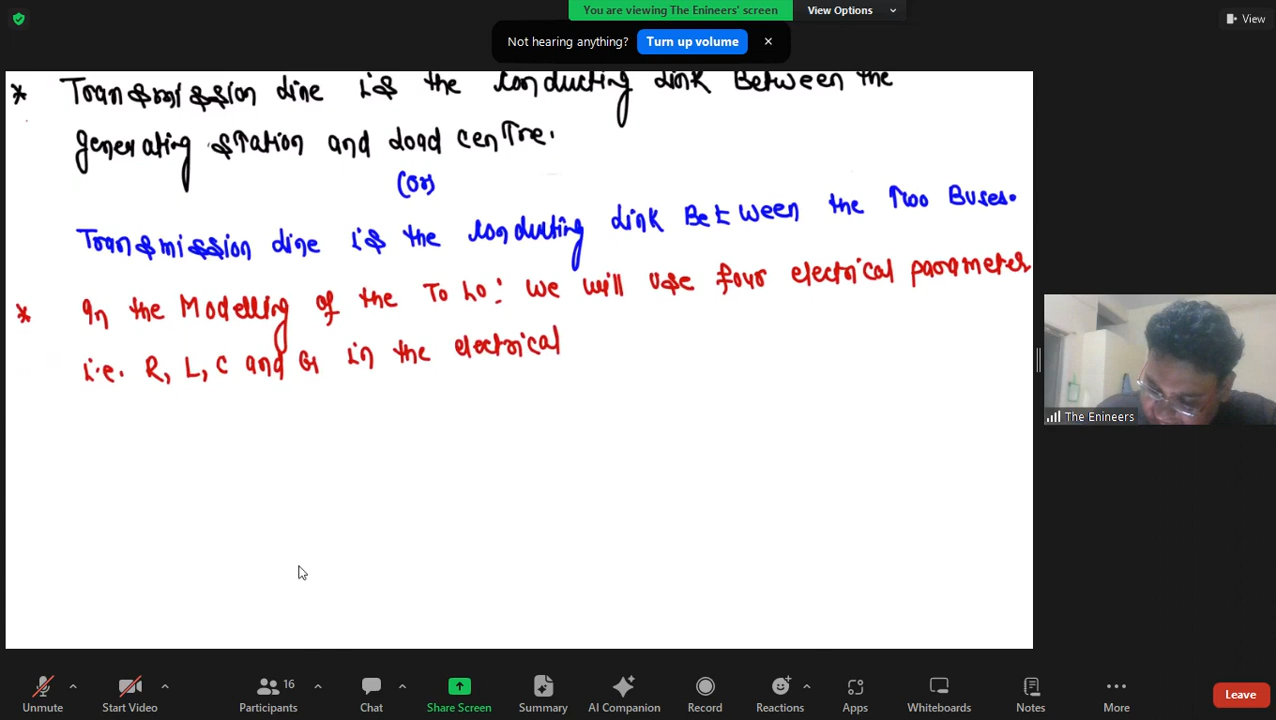 You are viewing The Enineers' screen
View Options
View
Not hearing anything?
Turn up volume
* Transmission Line is the conducting Link Between the
generating station and Load centre.
(Or)
Transmission Line is the conducting Link Between the Two Buses.
* In the Modelling of the T. L.: We will use four electrical parameter
i.e. R, L, C and G in the electrical
The Enineers
Unmute
Start Video
Participants
16
Chat
Share Screen
Summary
AI Companion
Record
Reactions
Apps
Whiteboards
Notes
More
Leave